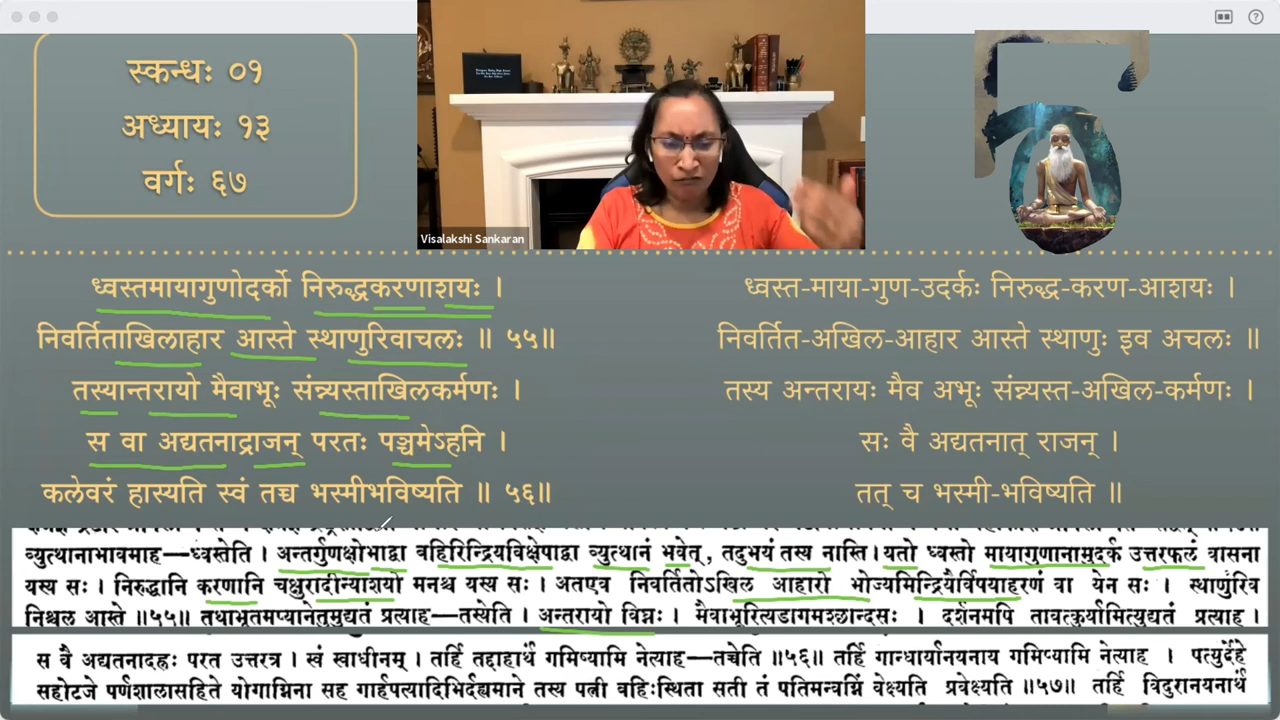 स्कन्धः ०१
अध्यायः १३
वर्गः ६७
Visalakshi Sankaran
ध्वस्तमायागुणोदर्को निरुद्धकरणाशयः ।
निवर्तिताखिलाहार आस्ते स्थाणुरिवाचलः ॥ ५५॥
तस्यान्तरायो मैवाभूः संन्यस्ताखिलकर्मणः ।
स वा अद्यतनाद्राजन् परतः पञ्चमेऽहनि ।
कलेवरं हास्यति स्वं तच्च भस्मीभविष्यति ॥ ५६॥
ध्वस्त-माया-गुण-उदर्कः निरुद्ध-करण-आशयः ।
निवर्तित-अखिल-आहार आस्ते स्थाणुः इव अचलः ॥
तस्य अन्तरायः मैव अभूः संन्यस्त-अखिल-कर्मणः ।
सः वै अद्यतनात् राजन् ।
तत् च भस्मी-भविष्यति ॥
व्युत्थानाभावमाह—ध्वस्तेति । अन्तर्गुणक्षोभाद्वा वहिरिन्द्रियविक्षेपाद्वा व्युत्थानं भवेत्, तदुभयं तस्य नास्ति । यतो ध्वस्तो मायागुणानामुदर्क उत्तरफलं वासना
यस्य सः । निरुद्धानि करणानि चक्षुरादीन्याशयो मनश्च यस्य सः । अतएव निवर्तितोऽखिल आहारो भोज्यमिन्द्रियैर्विषयाहरणं वा येन सः । स्थाणुरिव
निश्चल आस्ते ॥५५॥ तथाभूतमप्यानेतुमुद्यतं प्रत्याह—तस्येति । अन्तरायो विघ्नः । मैवाभूरित्यडागमश्छान्दसः । दर्शनमपि तावत्कुर्यामित्युद्यतं प्रत्याह ।
स वै अद्यतनादह्नः परत उत्तरत्र । स्वं स्वाधीनम् । तर्हि तद्दाहार्थं गमिष्यामि नेत्याह—तच्चेति ॥५६॥ तर्हि गान्धार्यानयनाय गमिष्यामि नेत्याह । पत्युर्देहे
सहोटजे पर्णशालासहिते योगाग्निना सह गार्हपत्यादिभिर्दह्यमाने तस्य पत्नी वहिःस्थिता सती तं पतिमन्वग्निं वेक्ष्यति प्रवेक्ष्यति ॥५७॥ तर्हि विदुरानयनार्थं